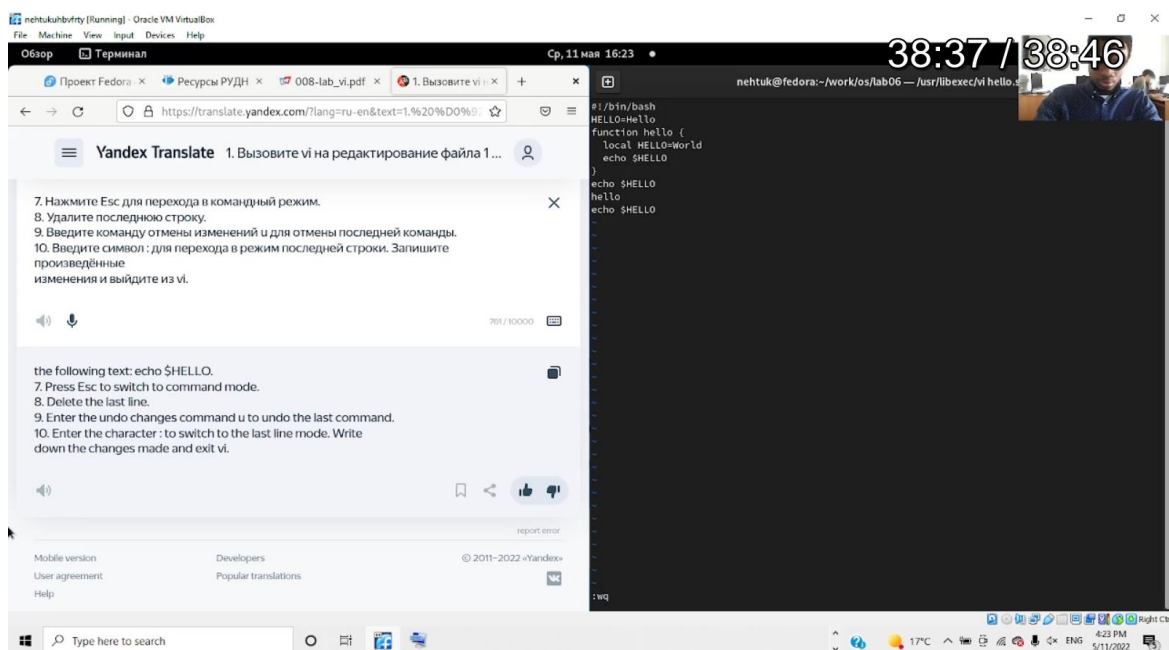 nehtukuhbvfrty [Running] - Oracle VM VirtualBox
File Machine View Input Devices Help
Обзор Терминал Ср, 11 мая 16:23
38:37 / 38:46
Проект Fedora - × Ресурсы РУДН × 008-lab_vi.pdf × 1. Вызовите vi н ×
nehtuk@fedora:~/work/os/lab06 — /usr/libexec/vi hello.s
https://translate.yandex.com/?lang=ru-en&text=1.%20%D0%92
Yandex Translate 1. Вызовите vi на редактирование файла 1 ...
7. Нажмите Esc для перехода в командный режим.
8. Удалите последнюю строку.
9. Введите команду отмены изменений u для отмены последней команды.
10. Введите символ : для перехода в режим последней строки. Запишите
произведённые
изменения и выйдите из vi.
781 / 10000
the following text: echo $HELLO.
7. Press Esc to switch to command mode.
8. Delete the last line.
9. Enter the undo changes command u to undo the last command.
10. Enter the character : to switch to the last line mode. Write
down the changes made and exit vi.
report error
Mobile version Developers © 2011–2022 «Yandex»
User agreement Popular translations
Help
#!/bin/bash
HELLO=Hello
function hello {
local HELLO=World
echo $HELLO
}
echo $HELLO
hello
echo $HELLO
~
:wq
Right Ct
Type here to search 17°C ENG 4:23 PM
5/11/2022